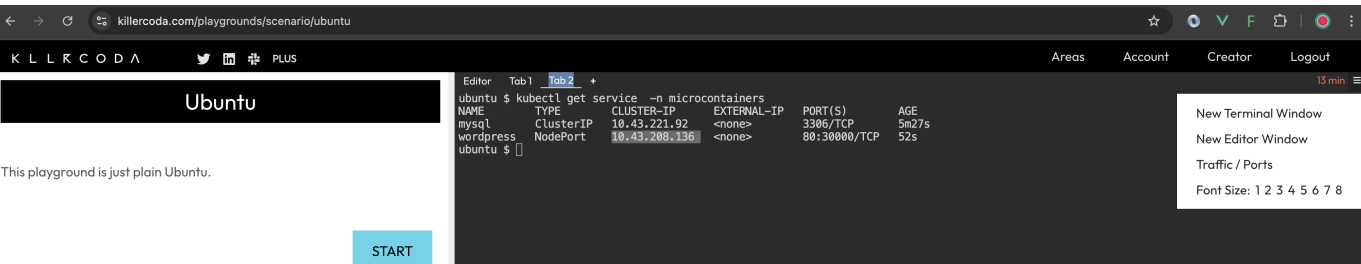 killercoda.com/playgrounds/scenario/ubuntu
KLLRCODA PLUS Areas Account Creator Logout
Ubuntu
This playground is just plain Ubuntu.
START
Editor Tab 1 Tab 2 + 13 min
ubuntu $ kubectl get service -n microcontainers
NAME TYPE CLUSTER-IP EXTERNAL-IP PORT(S) AGE
mysql ClusterIP 10.43.221.92 <none> 3306/TCP 5m27s
wordpress NodePort 10.43.208.136 <none> 80:30000/TCP 52s
ubuntu $
New Terminal Window
New Editor Window
Traffic / Ports
Font Size: 1 2 3 4 5 6 7 8